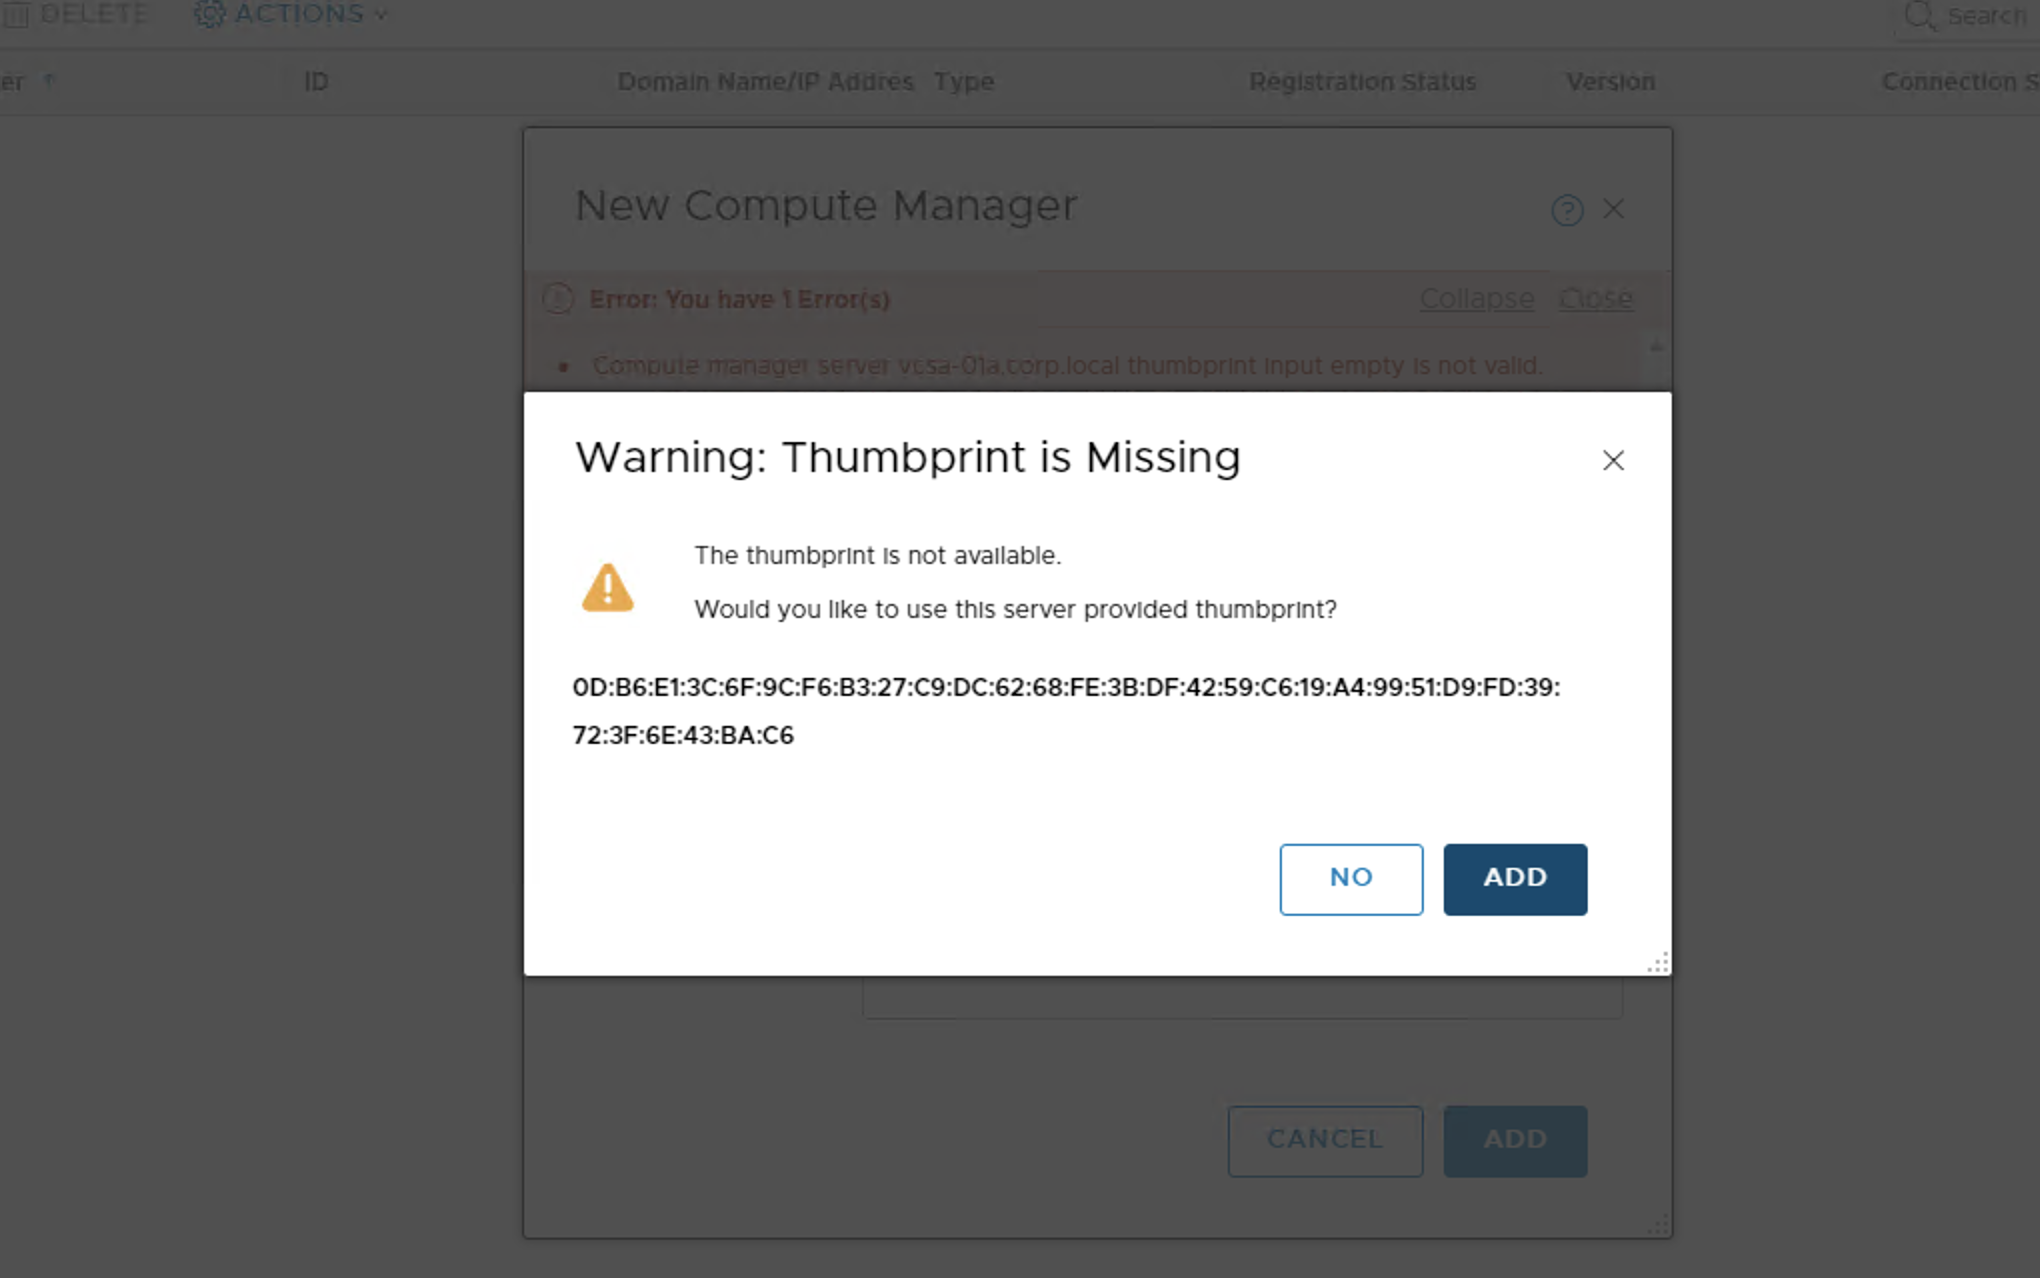 DELETE ACTIONS Search
er ID Domain Name/IP Addres Type Registration Status Version Connection S
New Compute Manager
Error: You have 1 Error(s) Collapse Close
Compute manager server vcsa-01a.corp.local thumbprint input empty is not valid.
Warning: Thumbprint is Missing
The thumbprint is not available.
Would you like to use this server provided thumbprint?
0D:B6:E1:3C:6F:9C:F6:B3:27:C9:DC:62:68:FE:3B:DF:42:59:C6:19:A4:99:51:D9:FD:39:
72:3F:6E:43:BA:C6
NO ADD
CANCEL ADD